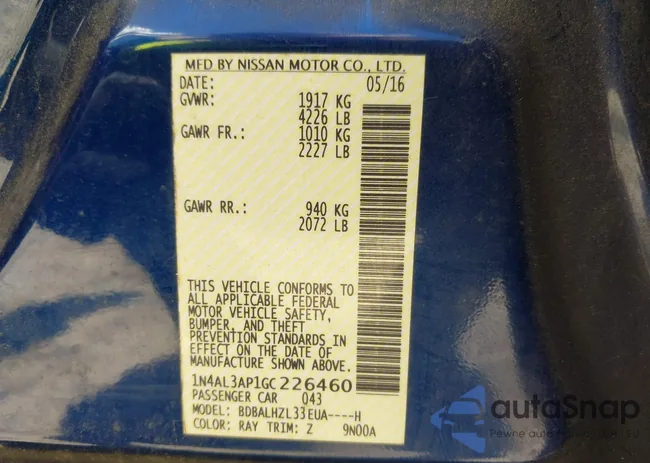 MFD BY NISSAN MOTOR CO., LTD.
DATE: 05/16
GVWR: 1917 KG
4226 LB
GAWR FR.: 1010 KG
2227 LB
GAWR RR.: 940 KG
2072 LB
THIS VEHICLE CONFORMS TO
ALL APPLICABLE FEDERAL
MOTOR VEHICLE SAFETY,
BUMPER, AND THEFT
PREVENTION STANDARDS IN
EFFECT ON THE DATE OF
MANUFACTURE SHOWN ABOVE.
1N4AL3AP1GC226460
PASSENGER CAR 043
MODEL: BDBALHZL33EUA----H
COLOR: RAY TRIM: Z 9N00A
autoSnap
Pewne auto